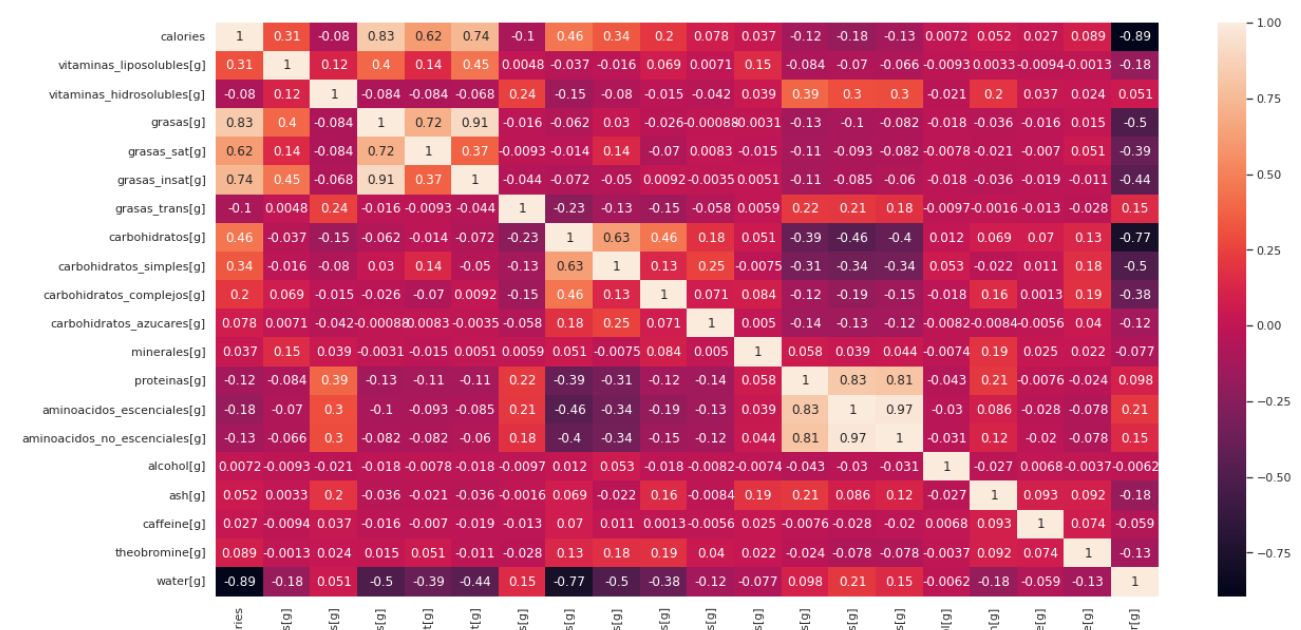 calories 1 0.31 -0.08 0.83 0.62 0.74 -0.1 0.46 0.34 0.2 0.078 0.037 -0.12 -0.18 -0.13 0.0072 0.052 0.027 0.089 -0.89 1.00
vitaminas_liposolubles[g] 0.31 1 0.12 0.4 0.14 0.45 0.0048 -0.037 -0.016 0.069 0.0071 0.15 -0.084 -0.07 -0.066 -0.0093 0.0033 -0.0094 -0.0013 -0.18
vitaminas_hidrosolubles[g] -0.08 0.12 1 -0.084 -0.084 -0.068 0.24 -0.15 -0.08 -0.015 -0.042 0.039 0.39 0.3 0.3 -0.021 0.2 0.037 0.024 0.051 0.75
grasas[g] 0.83 0.4 -0.084 1 0.72 0.91 -0.016 -0.062 0.03 -0.026 -0.00088 -0.0031 -0.13 -0.1 -0.082 -0.018 -0.036 -0.016 0.015 -0.5
grasas_sat[g] 0.62 0.14 -0.084 0.72 1 0.37 -0.0093 -0.014 0.14 -0.07 0.0083 -0.015 -0.11 -0.093 -0.082 -0.0078 -0.021 -0.007 0.051 -0.39
grasas_insat[g] 0.74 0.45 -0.068 0.91 0.37 1 -0.044 -0.072 -0.05 0.0092 -0.0035 0.0051 -0.11 -0.085 -0.06 -0.018 -0.036 -0.019 -0.011 -0.44 0.50
grasas_trans[g] -0.1 0.0048 0.24 -0.016 -0.0093 -0.044 1 -0.23 -0.13 -0.15 -0.058 0.0059 0.22 0.21 0.18 -0.0097 -0.0016 -0.013 -0.028 0.15
carbohidratos[g] 0.46 -0.037 -0.15 -0.062 -0.014 -0.072 -0.23 1 0.63 0.46 0.18 0.051 -0.39 -0.46 -0.4 0.012 0.069 0.07 0.13 -0.77
carbohidratos_simples[g] 0.34 -0.016 -0.08 0.03 0.14 -0.05 -0.13 0.63 1 0.13 0.25 -0.0075 -0.31 -0.34 -0.34 0.053 -0.022 0.011 0.18 -0.5 0.25
carbohidratos_complejos[g] 0.2 0.069 -0.015 -0.026 -0.07 0.0092 -0.15 0.46 0.13 1 0.071 0.084 -0.12 -0.19 -0.15 -0.018 0.16 0.0013 0.19 -0.38
carbohidratos_azucares[g] 0.078 0.0071 -0.042 -0.00088 0.0083 -0.0035 -0.058 0.18 0.25 0.071 1 0.005 -0.14 -0.13 -0.12 -0.0082 -0.0084 -0.0056 0.04 -0.12 0.00
minerales[g] 0.037 0.15 0.039 -0.0031 -0.015 0.0051 0.0059 0.051 -0.0075 0.084 0.005 1 0.058 0.039 0.044 -0.0074 0.19 0.025 0.022 -0.077
proteinas[g] -0.12 -0.084 0.39 -0.13 -0.11 -0.11 0.22 -0.39 -0.31 -0.12 -0.14 0.058 1 0.83 0.81 -0.043 0.21 -0.0076 -0.024 0.098
aminoacidos_escenciales[g] -0.18 -0.07 0.3 -0.1 -0.093 -0.085 0.21 -0.46 -0.34 -0.19 -0.13 0.039 0.83 1 0.97 -0.03 0.086 -0.028 -0.078 0.21 −0.25
aminoacidos_no_escenciales[g] -0.13 -0.066 0.3 -0.082 -0.082 -0.06 0.18 -0.4 -0.34 -0.15 -0.12 0.044 0.81 0.97 1 -0.031 0.12 -0.02 -0.078 0.15
alcohol[g] 0.0072 -0.0093 -0.021 -0.018 -0.0078 -0.018 -0.0097 0.012 0.053 -0.018 -0.0082 -0.0074 -0.043 -0.03 -0.031 1 -0.027 0.0068 -0.0037 -0.0062
ash[g] 0.052 0.0033 0.2 -0.036 -0.021 -0.036 -0.0016 0.069 -0.022 0.16 -0.0084 0.19 0.21 0.086 0.12 -0.027 1 0.093 0.092 -0.18 −0.50
caffeine[g] 0.027 -0.0094 0.037 -0.016 -0.007 -0.019 -0.013 0.07 0.011 0.0013 -0.0056 0.025 -0.0076 -0.028 -0.02 0.0068 0.093 1 0.074 -0.059
theobromine[g] 0.089 -0.0013 0.024 0.015 0.051 -0.011 -0.028 0.13 0.18 0.19 0.04 0.022 -0.024 -0.078 -0.078 -0.0037 0.092 0.074 1 -0.13 −0.75
water[g] -0.89 -0.18 0.051 -0.5 -0.39 -0.44 0.15 -0.77 -0.5 -0.38 -0.12 -0.077 0.098 0.21 0.15 -0.0062 -0.18 -0.059 -0.13 1
ries s[g] s[g] s[g] t[g] t[g] s[g] s[g] s[g] s[g] s[g] s[g] s[g] s[g] s[g] ol[g] h[g] e[g] e[g] r[g]